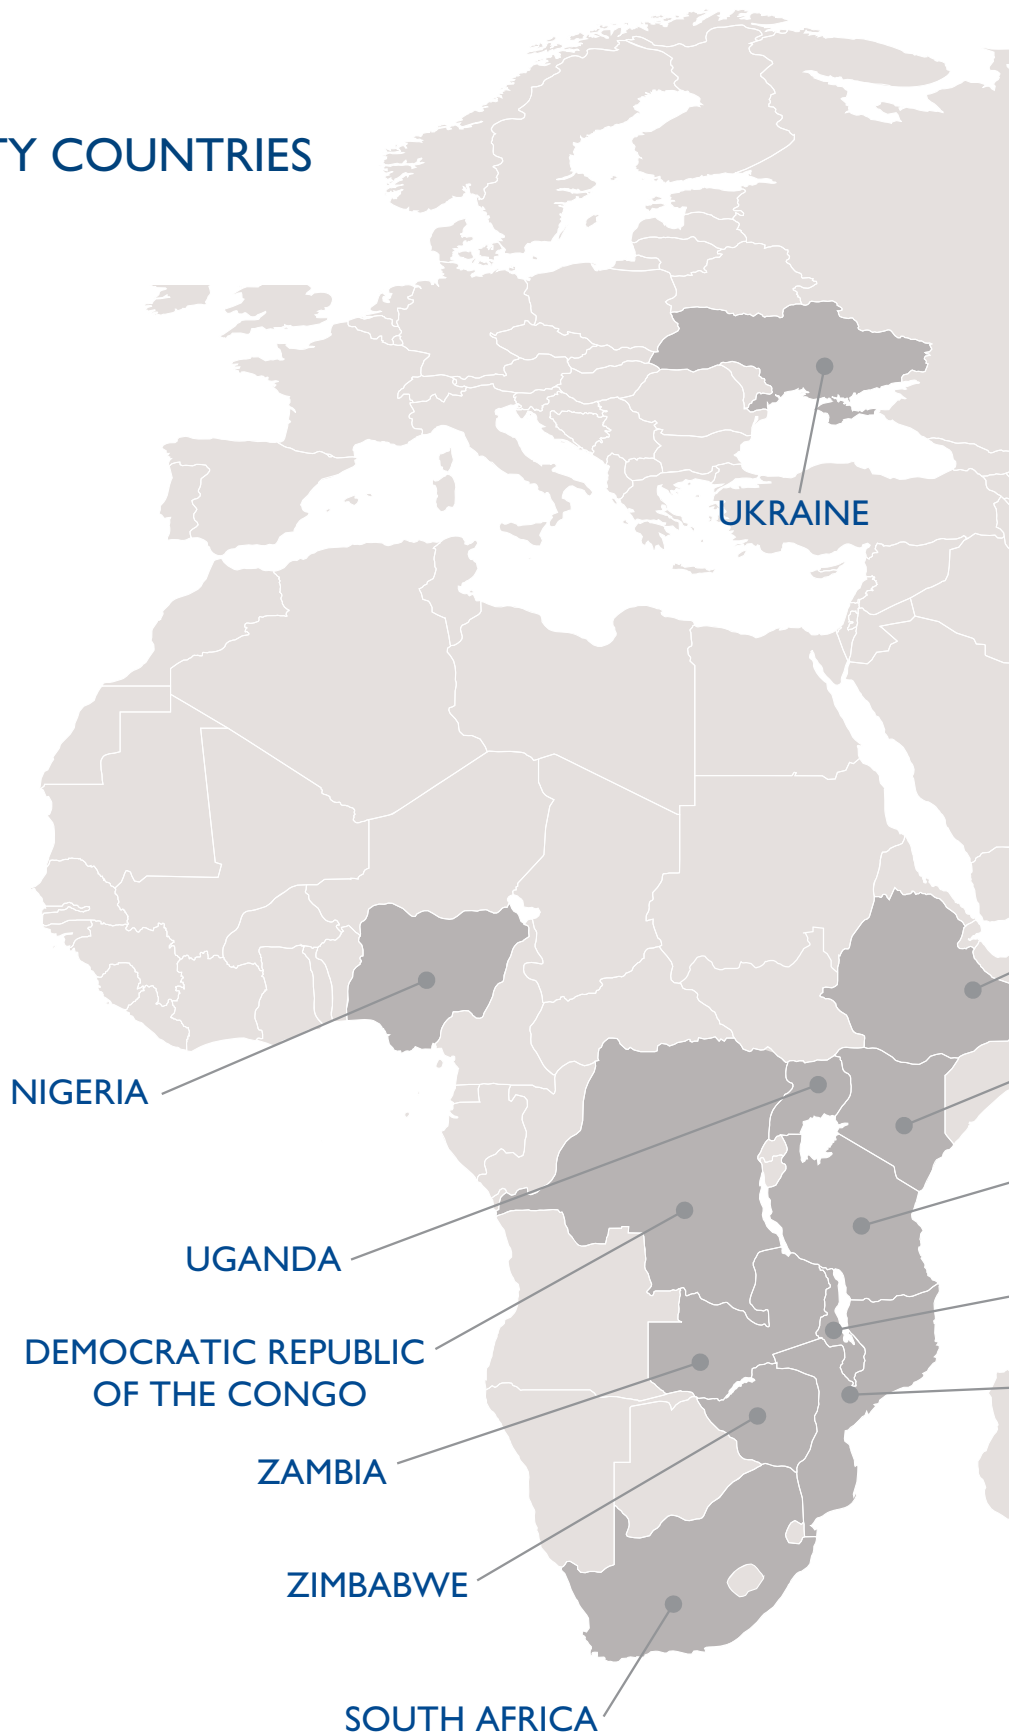 TY COUNTRIES
UKRAINE
NIGERIA
UGANDA
DEMOCRATIC REPUBLIC
OF THE CONGO
ZAMBIA
ZIMBABWE
SOUTH AFRICA